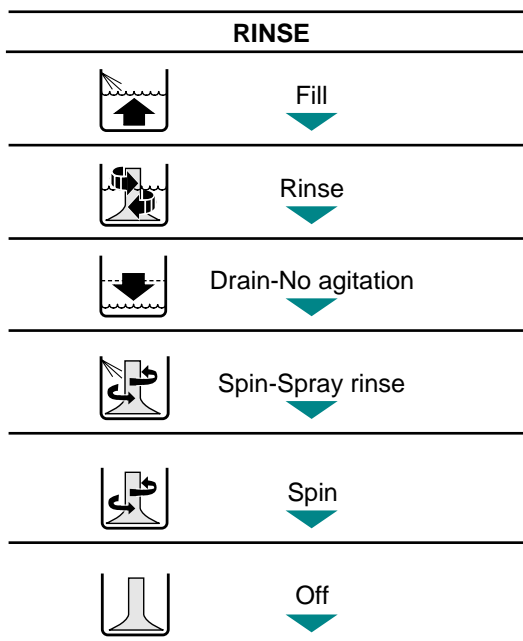 RINSE
Fill
Rinse
Drain-No agitation
Spin-Spray rinse
Spin
Off